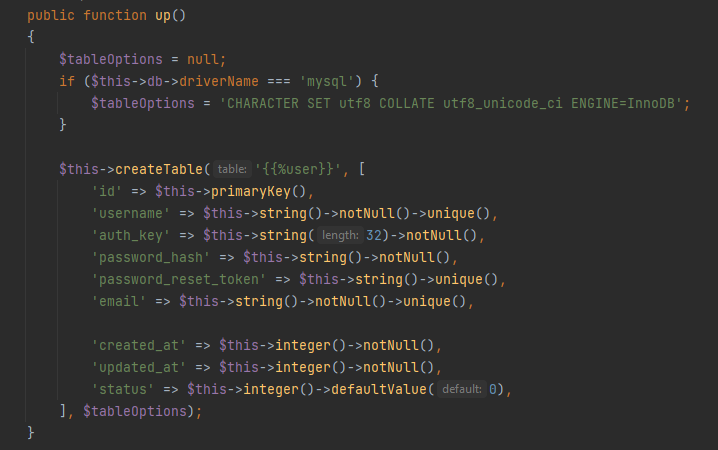 public function up()
{
$tableOptions = null;
if ($this->db->driverName === 'mysql') {
$tableOptions = 'CHARACTER SET utf8 COLLATE utf8_unicode_ci ENGINE=InnoDB';
}
$this->createTable( table: '{{%user}}', [
'id' => $this->primaryKey(),
'username' => $this->string()->notNull()->unique(),
'auth_key' => $this->string( length: 32)->notNull(),
'password_hash' => $this->string()->notNull(),
'password_reset_token' => $this->string()->unique(),
'email' => $this->string()->notNull()->unique(),
'created_at' => $this->integer()->notNull(),
'updated_at' => $this->integer()->notNull(),
'status' => $this->integer()->defaultValue( default: 0),
], $tableOptions);
}